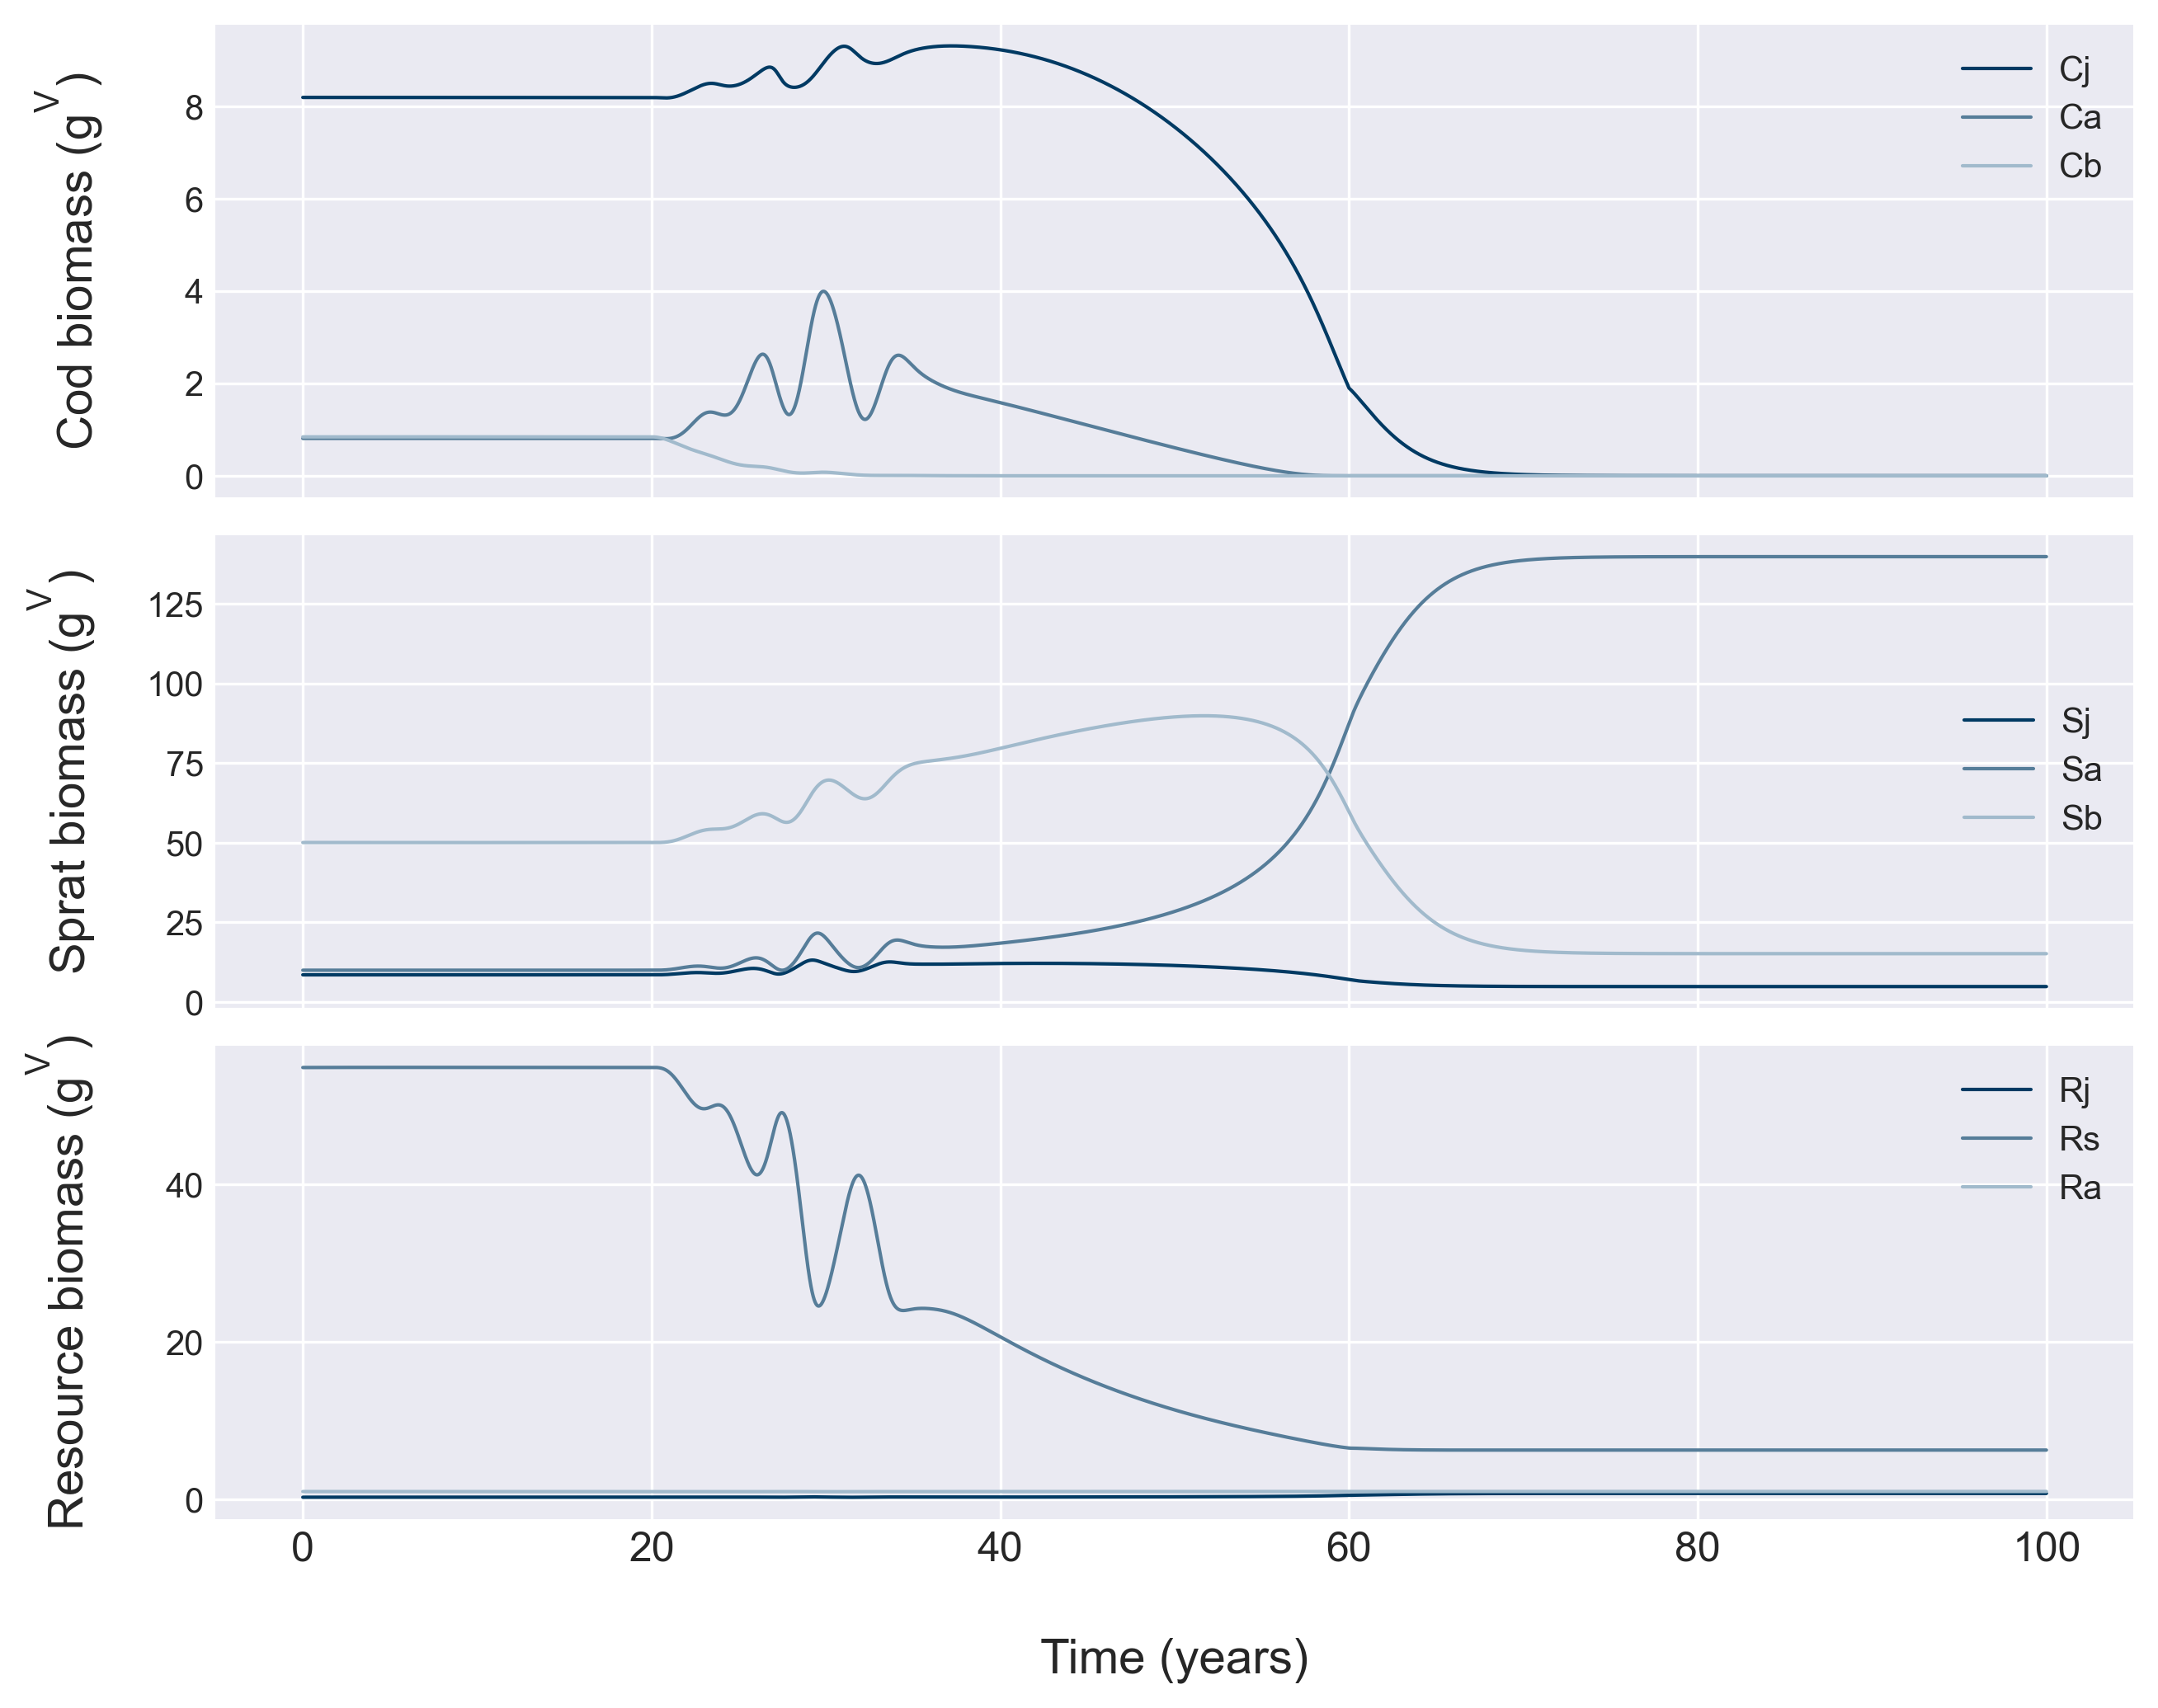 Cod biomass (g^V)
8
6
4
2
0
Cj
Ca
Cb
Sprat biomass (g^V)
125
100
75
50
25
0
Sj
Sa
Sb
Resource biomass (g^V)
40
20
0
Rj
Rs
Ra
0 20 40 60 80 100
Time (years)